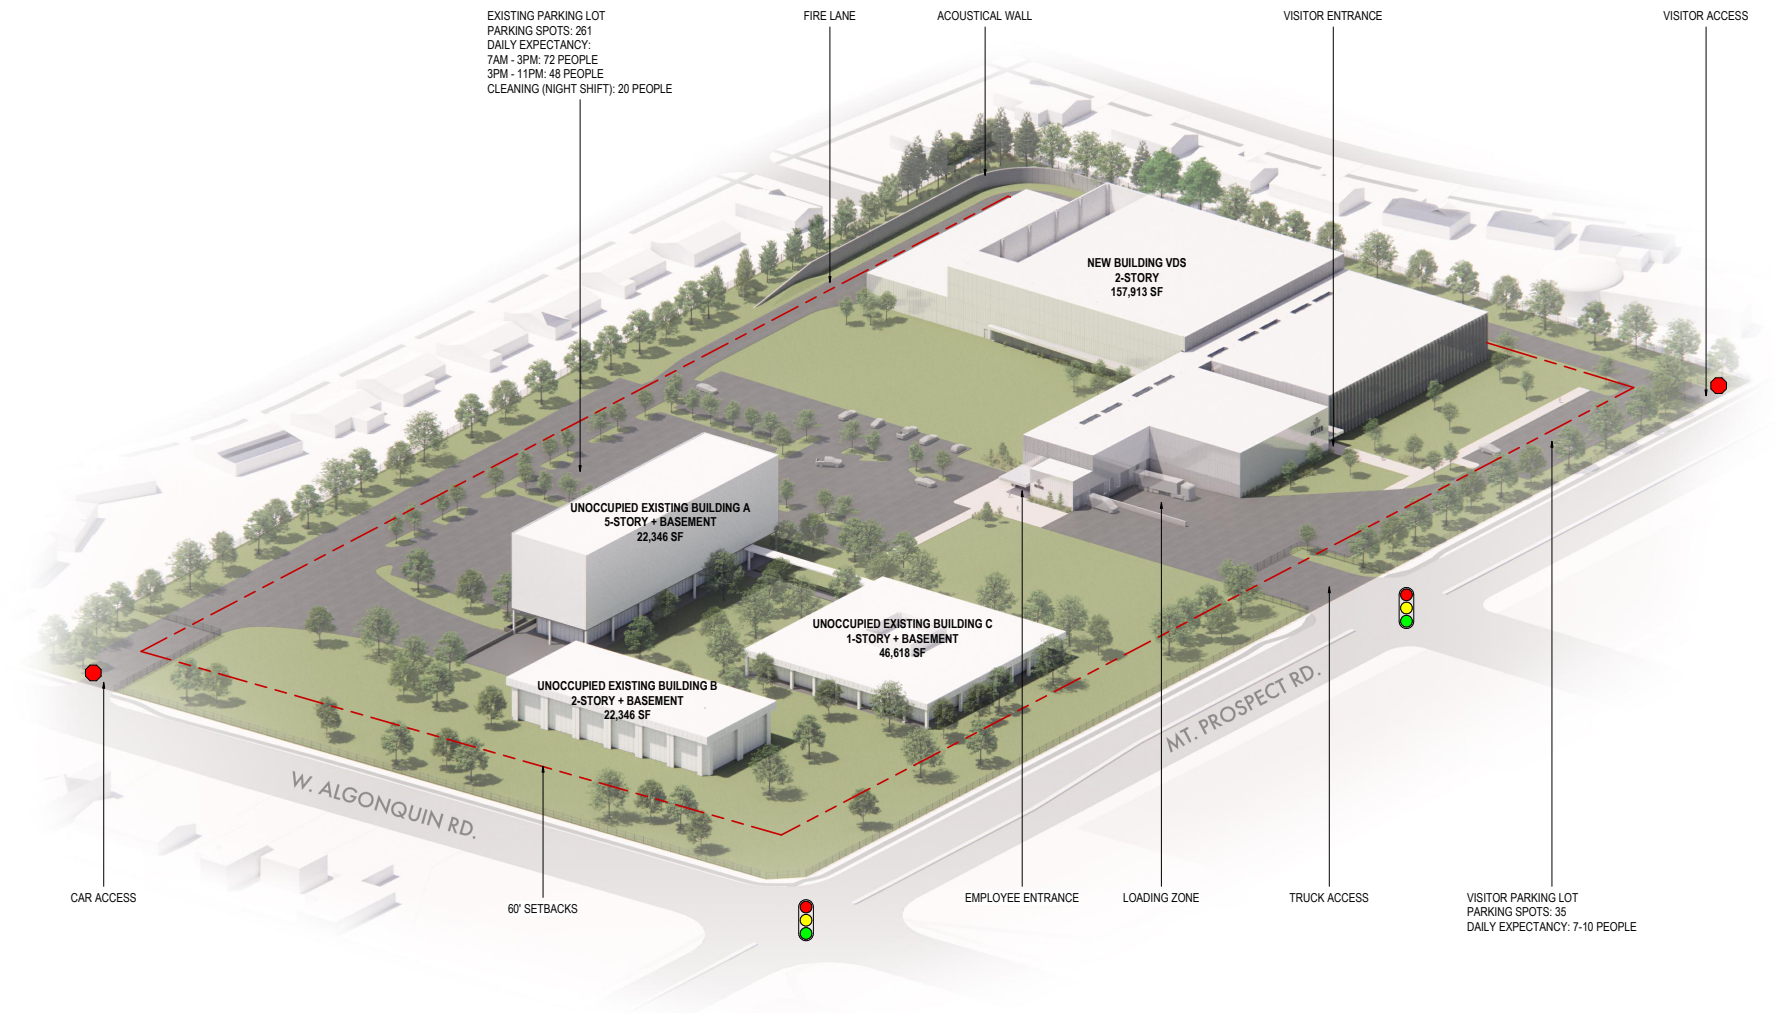 EXISTING PARKING LOT
PARKING SPOTS: 261
DAILY EXPECTANCY:
7AM - 3PM: 72 PEOPLE
3PM - 11PM: 48 PEOPLE
CLEANING (NIGHT SHIFT): 20 PEOPLE
FIRE LANE
ACOUSTICAL WALL
VISITOR ENTRANCE
VISITOR ACCESS
NEW BUILDING VDS
2-STORY
157,913 SF
UNOCCUPIED EXISTING BUILDING A
5-STORY + BASEMENT
22,346 SF
UNOCCUPIED EXISTING BUILDING C
1-STORY + BASEMENT
46,618 SF
UNOCCUPIED EXISTING BUILDING B
2-STORY + BASEMENT
22,346 SF
MT. PROSPECT RD.
W. ALGONQUIN RD.
CAR ACCESS
60' SETBACKS
EMPLOYEE ENTRANCE
LOADING ZONE
TRUCK ACCESS
VISITOR PARKING LOT
PARKING SPOTS: 35
DAILY EXPECTANCY: 7-10 PEOPLE